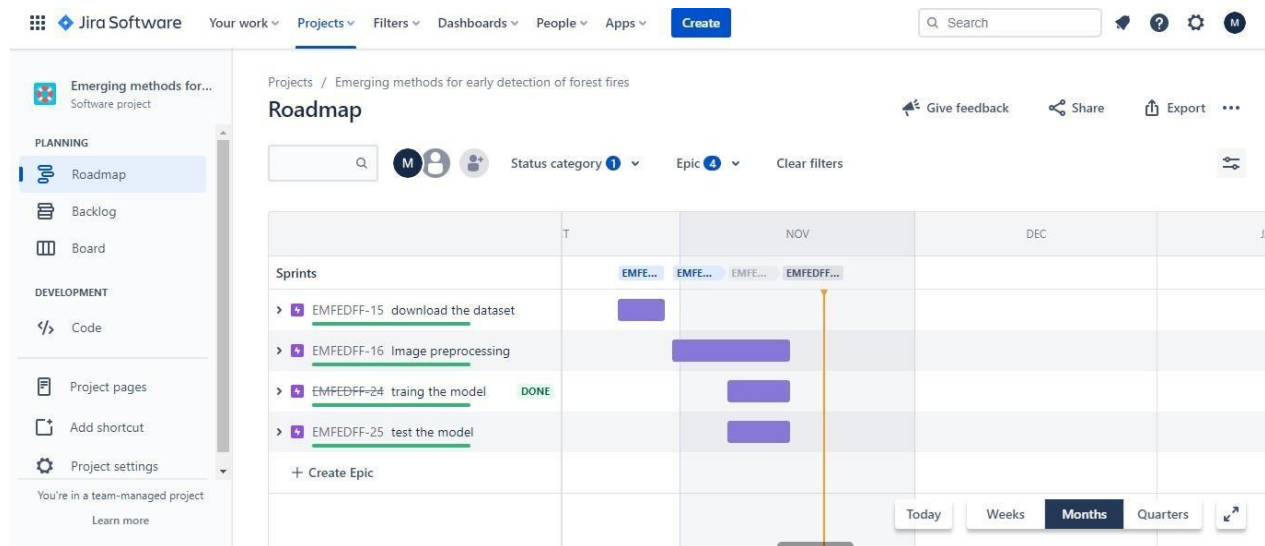 Jira Software Your work Projects Filters Dashboards People Apps Create Search M
Emerging methods for...
Software project
PLANNING
Roadmap
Backlog
Board
DEVELOPMENT
Code
Project pages
Add shortcut
Project settings
You're in a team-managed project
Learn more
Projects / Emerging methods for early detection of forest fires
Roadmap
Give feedback Share Export
M Status category 1 Epic 4 Clear filters
T NOV DEC J
Sprints EMFE... EMFE... EMFE... EMFEDFF...
EMFEDFF-15 download the dataset
EMFEDFF-16 Image preprocessing
EMFEDFF-24 traing the model DONE
EMFEDFF-25 test the model
+ Create Epic
Today Weeks Months Quarters